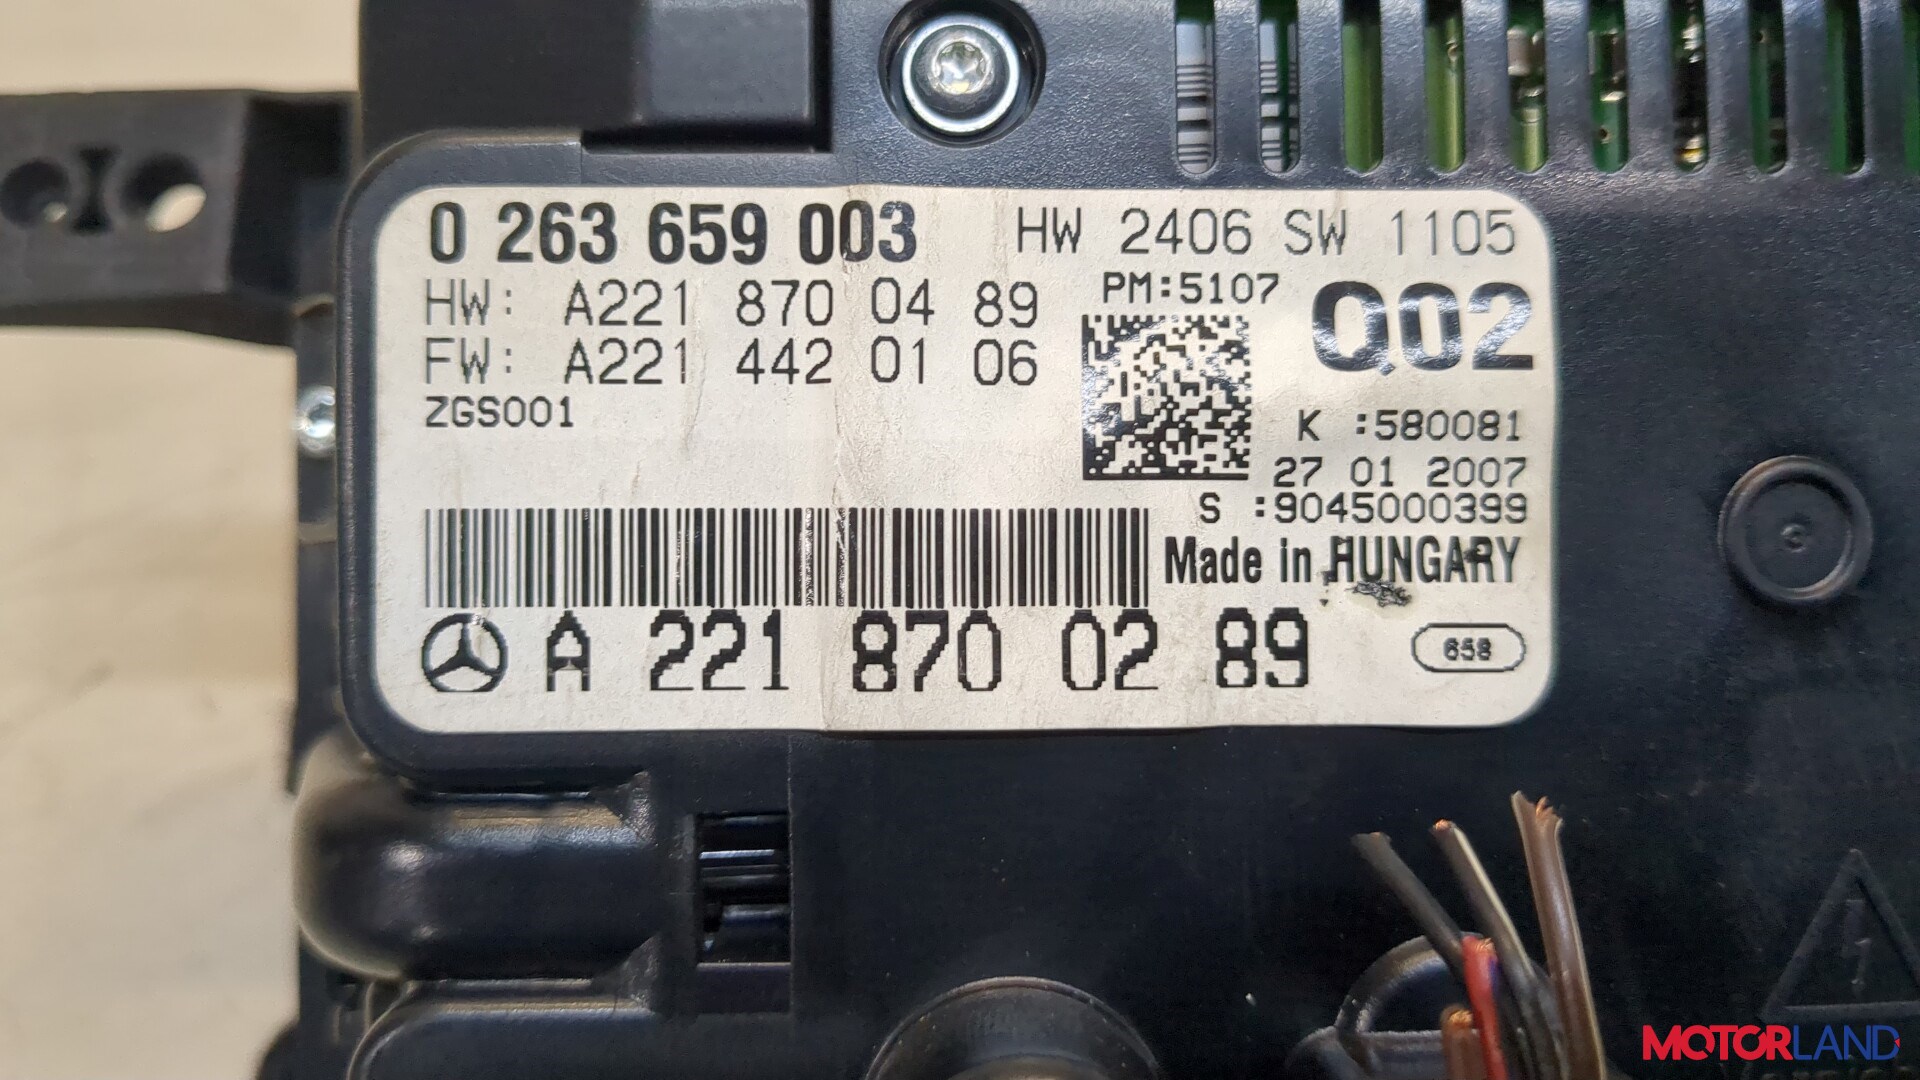 0 263 659 003 HW 2406 SW 1105
HW: A221 870 04 89 PM:5107 Q02
FW: A221 442 01 06
ZGS001
K :580081
27 01 2007
S :9045000399
Made in HUNGARY
A 221 870 02 89 658
MOTORLAND